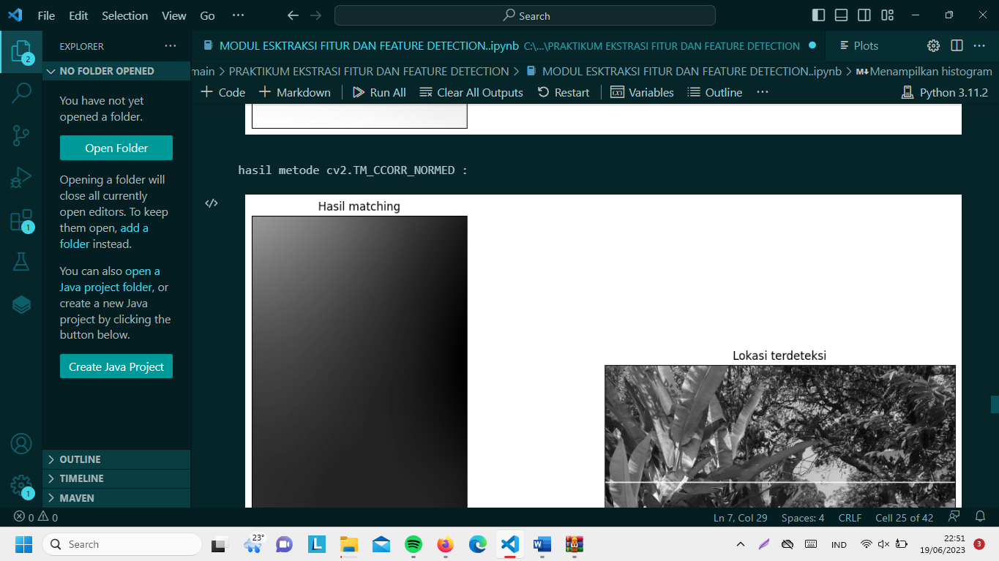 File Edit Selection View Go ··· Search
EXPLORER ···
MODUL ESKTRAKSI FITUR DAN FEATURE DETECTION..ipynb C:\...\PRAKTIKUM EKSTRASI FITUR DAN FEATURE DETECTION
Plots
NO FOLDER OPENED
main > PRAKTIKUM EKSTRASI FITUR DAN FEATURE DETECTION > MODUL ESKTRAKSI FITUR DAN FEATURE DETECTION..ipynb > M↓Menampilkan histogram
+ Code + Markdown Run All Clear All Outputs Restart Variables Outline ··· Python 3.11.2
You have not yet
opened a folder.
Open Folder
Opening a folder will
close all currently
open editors. To keep
them open, add a
folder instead.
You can also open a
Java project folder, or
create a new Java
project by clicking the
button below.
Create Java Project
OUTLINE
TIMELINE
MAVEN
2
1
1
hasil metode cv2.TM_CCORR_NORMED :
Hasil matching
Lokasi terdeteksi
0 0
Ln 7, Col 29 Spaces: 4 CRLF Cell 25 of 42
Search
23°
L
W
IND
22:51
19/06/2023
3